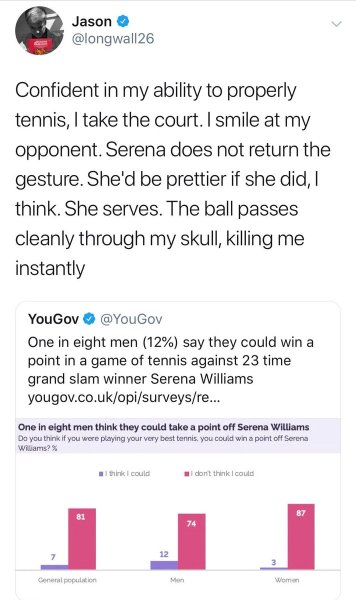 Jason
@longwall26
Confident in my ability to properly
tennis, I take the court. I smile at my
opponent. Serena does not return the
gesture. She'd be prettier if she did, I
think. She serves. The ball passes
cleanly through my skull, killing me
instantly
YouGov @YouGov
One in eight men (12%) say they could win a
point in a game of tennis against 23 time
grand slam winner Serena Williams
yougov.co.uk/opi/surveys/re...
One in eight men think they could take a point off Serena Williams
Do you think if you were playing your very best tennis, you could win a point off Serena
Williams? %
I think I could I don't think I could
7 81 12 74 3 87
General population Men Women